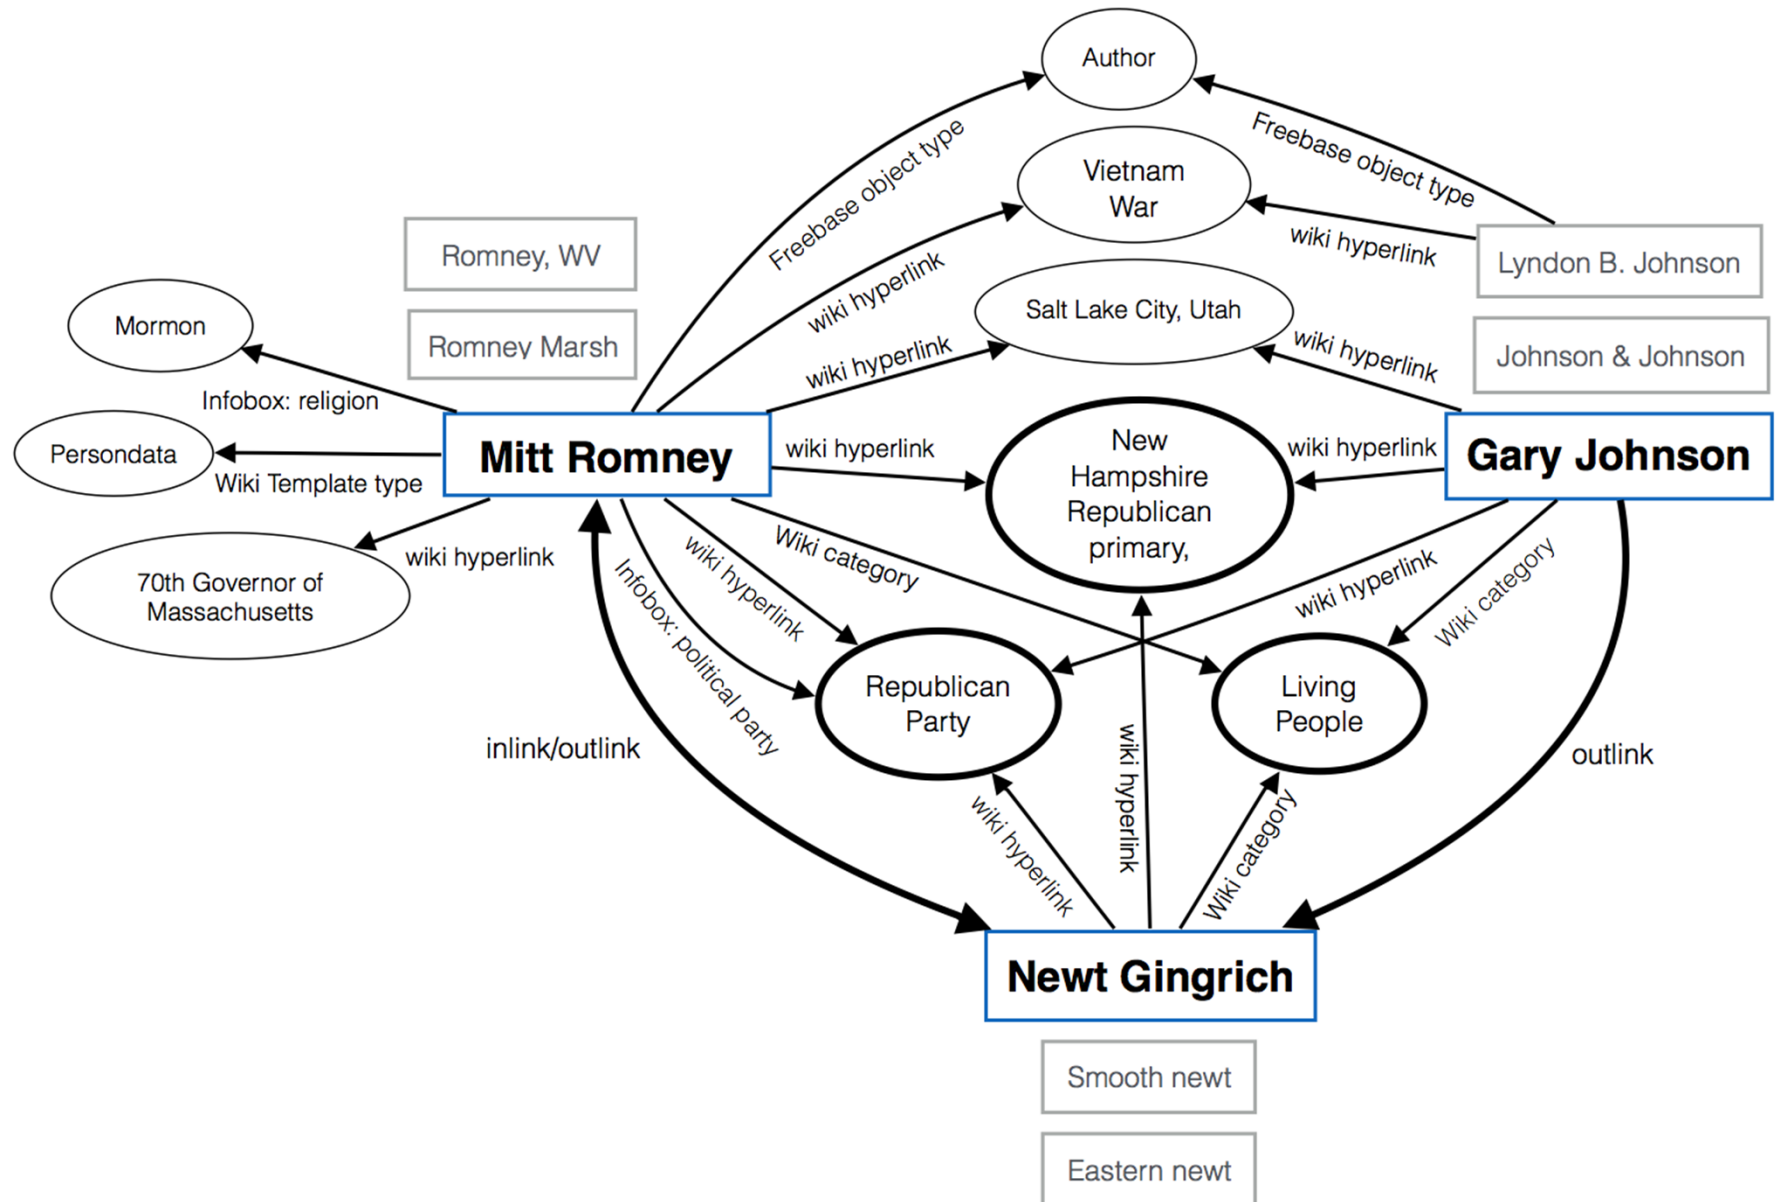 Author
Freebase object type
Freebase object type
Vietnam
War
wiki hyperlink
wiki hyperlink
Romney, WV
Lyndon B. Johnson
Salt Lake City, Utah
Mormon
Romney Marsh
wiki hyperlink
wiki hyperlink
Johnson & Johnson
Infobox: religion
Mitt Romney
wiki hyperlink
New
Hampshire
Republican
primary,
wiki hyperlink
Gary Johnson
Persondata
Wiki Template type
wiki hyperlink
70th Governor of
Massachusetts
Infobox: political party
wiki hyperlink
Wiki category
wiki hyperlink
Wiki category
Republican
Party
Living
People
inlink/outlink
outlink
wiki hyperlink
wiki hyperlink
Wiki category
Newt Gingrich
Smooth newt
Eastern newt